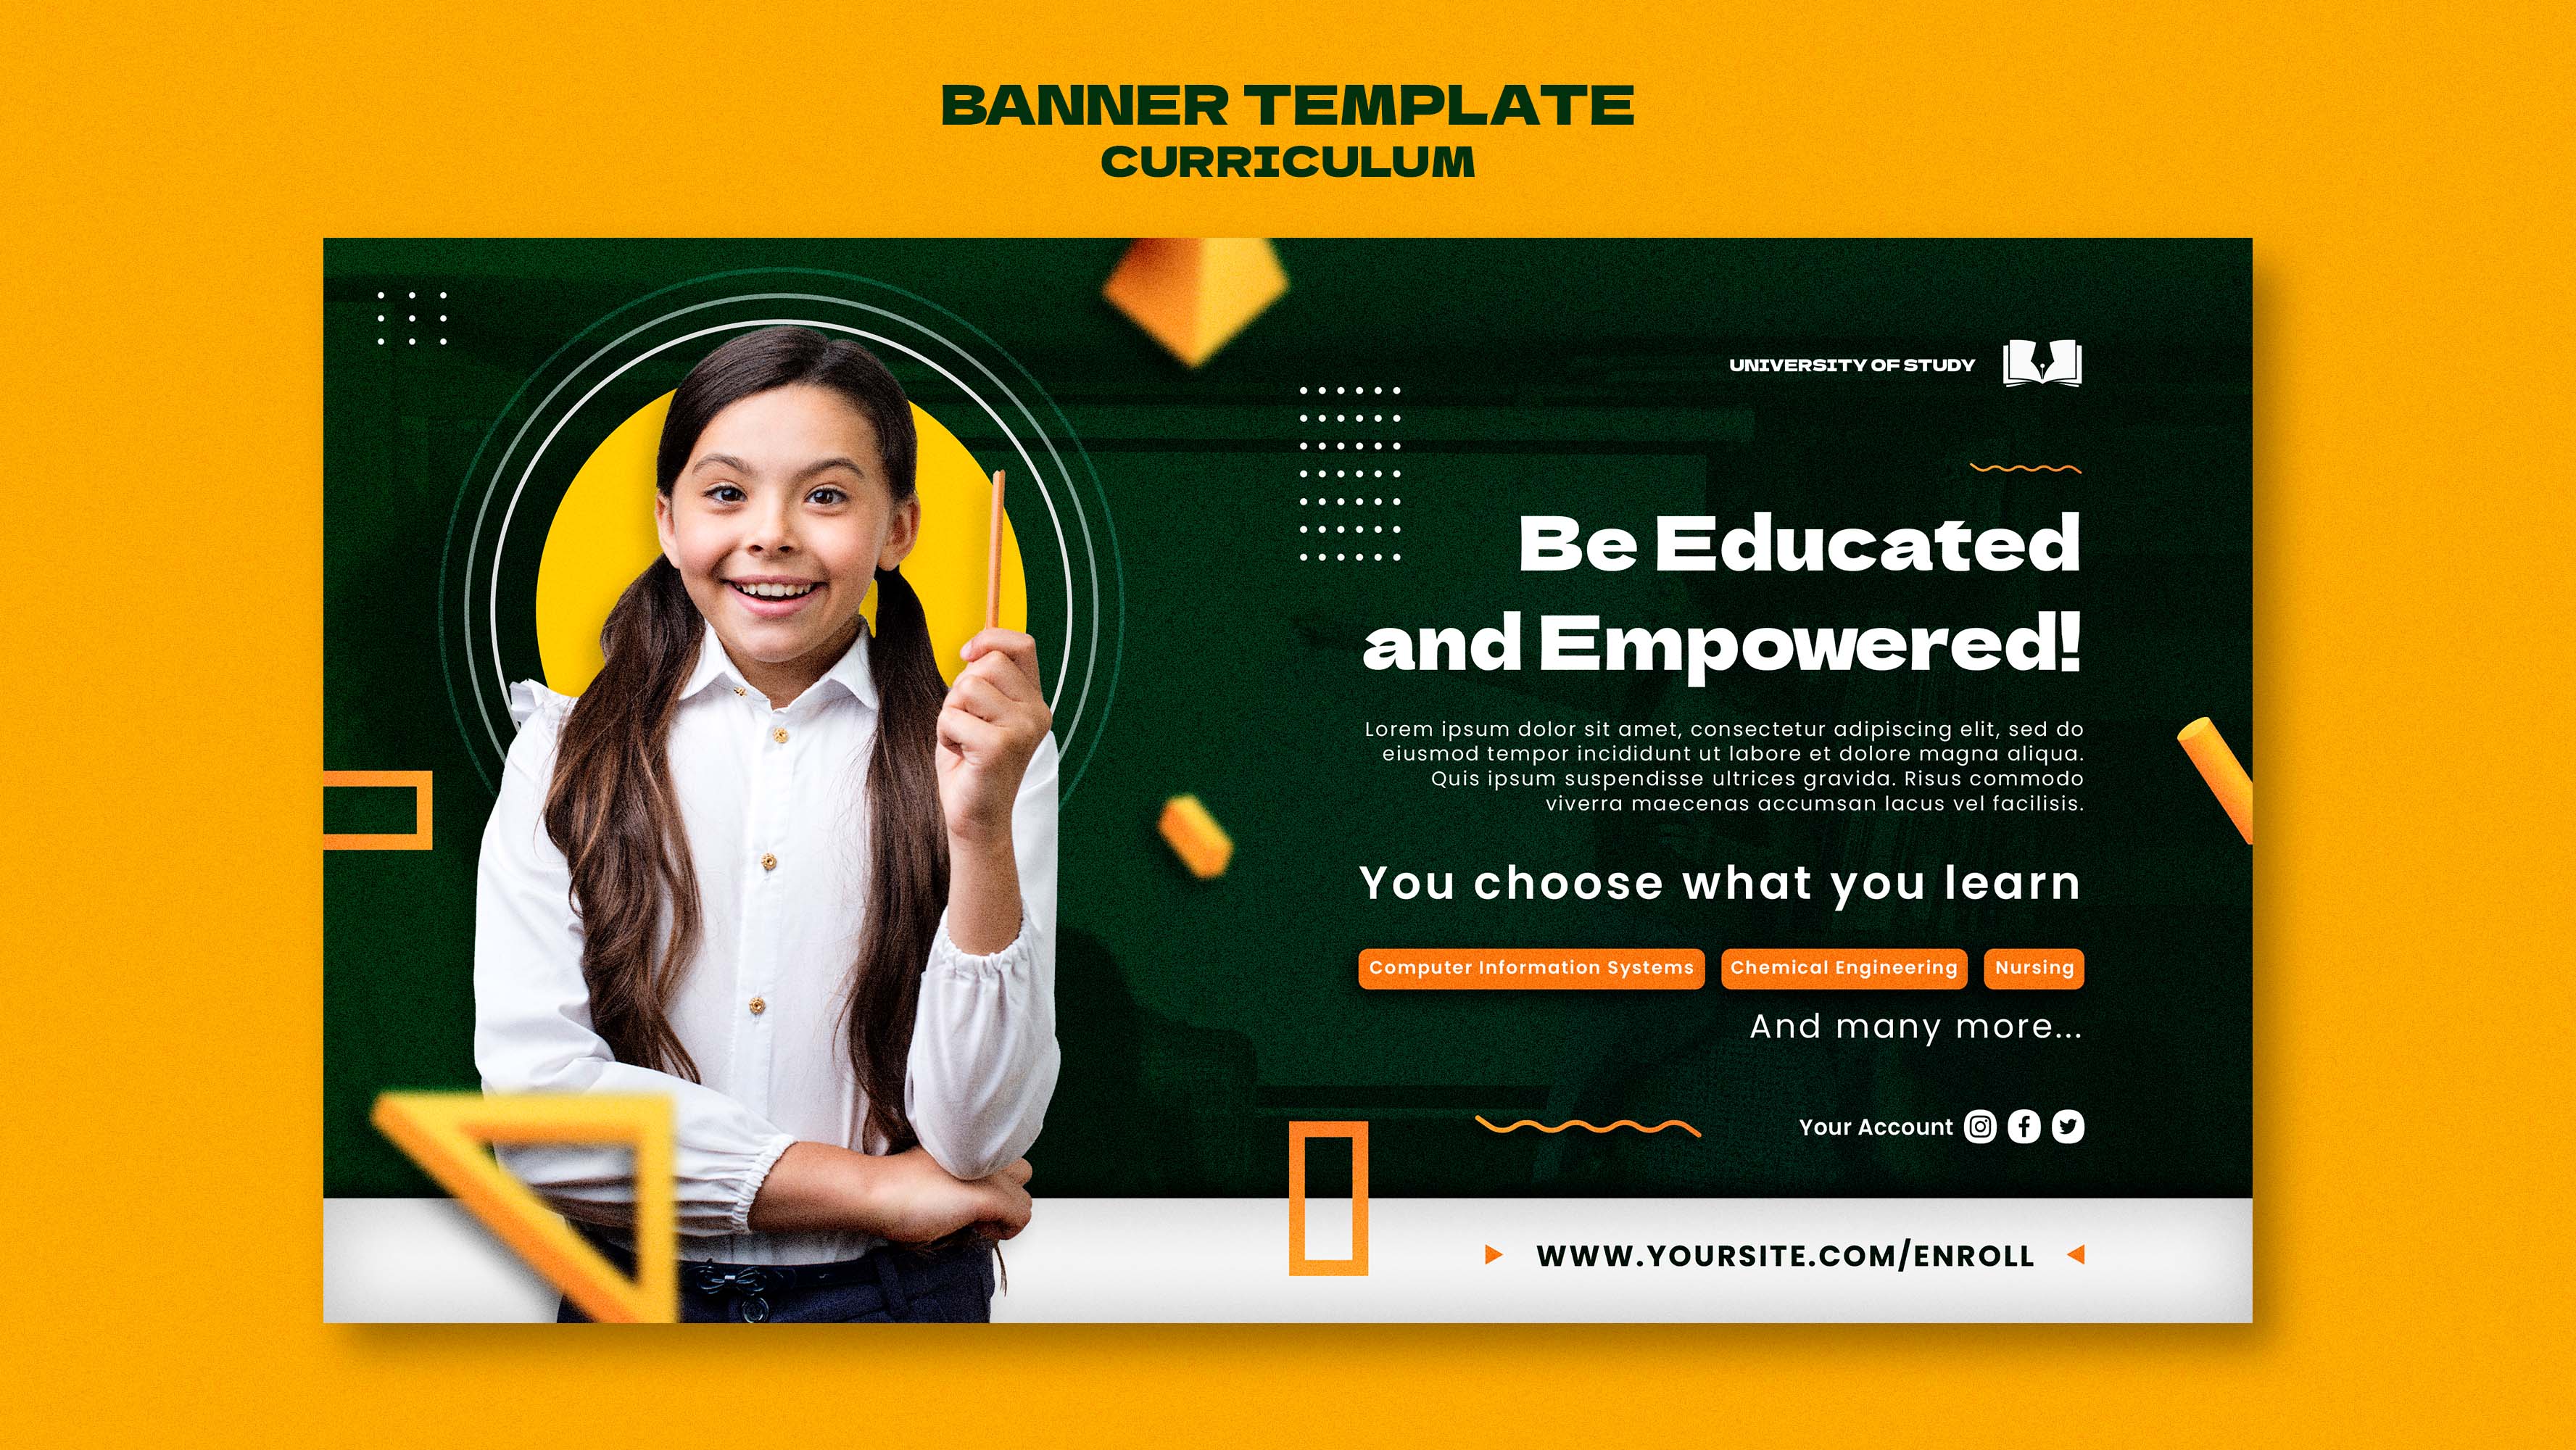 BANNER TEMPLATE
CURRICULUM
UNIVERSITY OF STUDY
Be Educated
and Empowered!
Lorem ipsum dolor sit amet, consectetur adipiscing elit, sed do
eiusmod tempor incididunt ut labore et dolore magna aliqua.
Quis ipsum suspendisse ultrices gravida. Risus commodo
viverra maecenas accumsan lacus vel facilisis.
You choose what you learn
Computer Information Systems Chemical Engineering Nursing
And many more...
Your Account
WWW.YOURSITE.COM/ENROLL